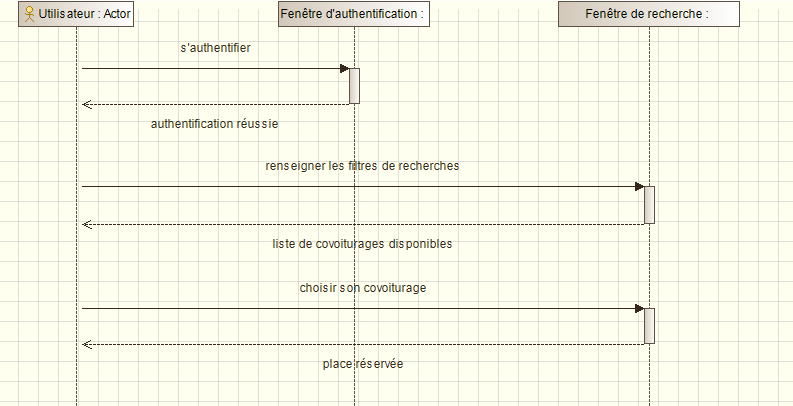 Utilisateur : Actor
Fenêtre d'authentification :
Fenêtre de recherche :
s'authentifier
authentification réussie
renseigner les filtres de recherches
liste de covoiturages disponibles
choisir son covoiturage
place réservée